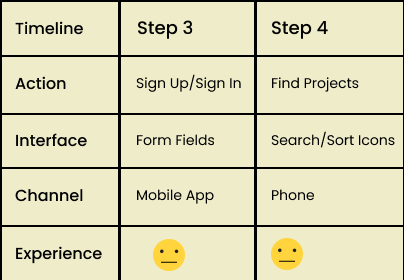 Timeline Step 3 Step 4
Action Sign Up/Sign In Find Projects
Interface Form Fields Search/Sort Icons
Channel Mobile App Phone
Experience